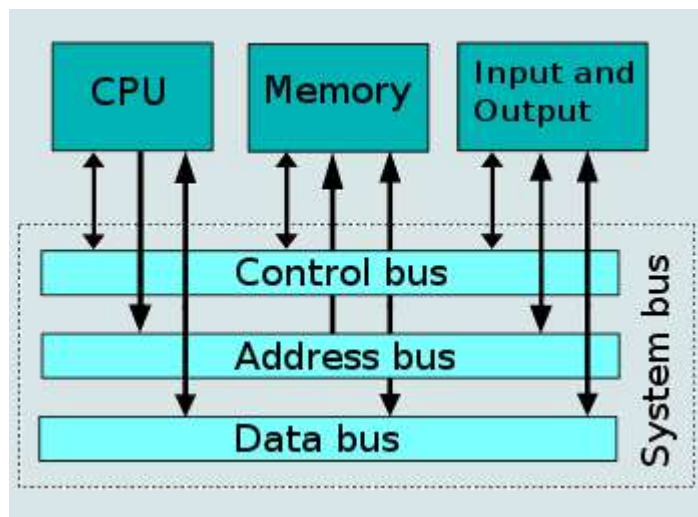 CPU
Memory
Input and
Output
Control bus
Address bus
Data bus
System bus